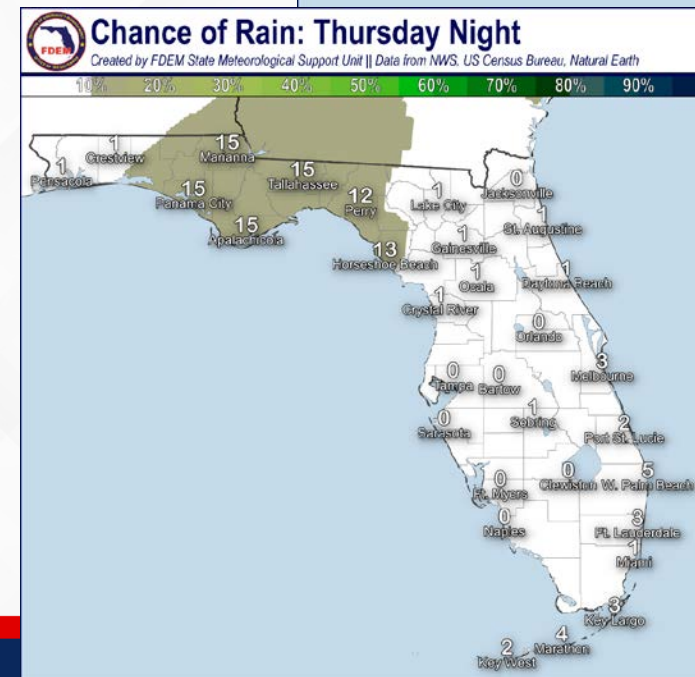 FDEM
Chance of Rain: Thursday Night
Created by FDEM State Meteorological Support Unit || Data from NWS, US Census Bureau, Natural Earth
10% 20% 30% 40% 50% 60% 70% 80% 90%
1
Crestview
15
Marianna
1
Pensacola
15
Tallahassee
0
Jacksonville
15
Panama City
12
Perry
1
Lake City
1
St. Augustine
15
Apalachicola
1
Gainesville
13
Horseshoe Beach
1
Ocala
1
Daytona Beach
1
Crystal River
0
Orlando
3
Melbourne
0
Tampa
0
Bartow
0
Sarasota
1
Sebring
2
Port St. Lucie
0
Ft. Myers
0
Clewiston
5
W. Palm Beach
0
Naples
3
Ft. Lauderdale
1
Miami
3
Key Largo
4
Marathon
2
Key West